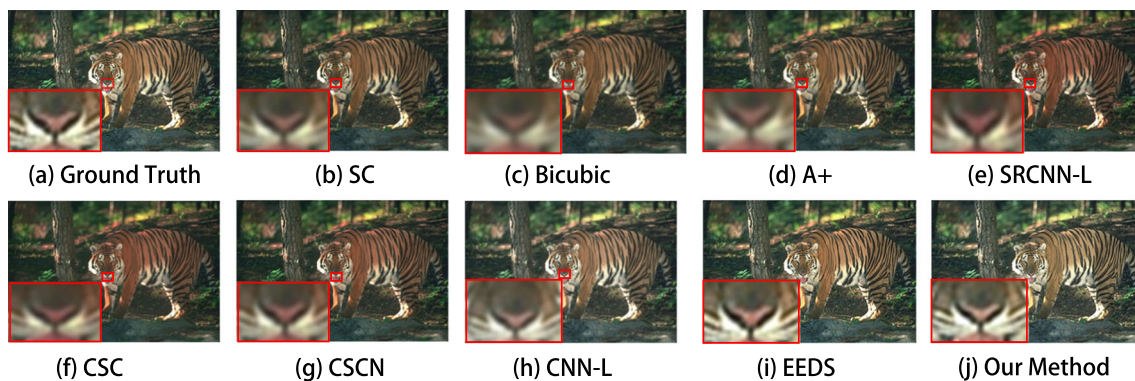 (a) Ground Truth
(b) SC
(c) Bicubic
(d) A+
(e) SRCNN-L
(f) CSC
(g) CSCN
(h) CNN-L
(i) EEDS
(j) Our Method